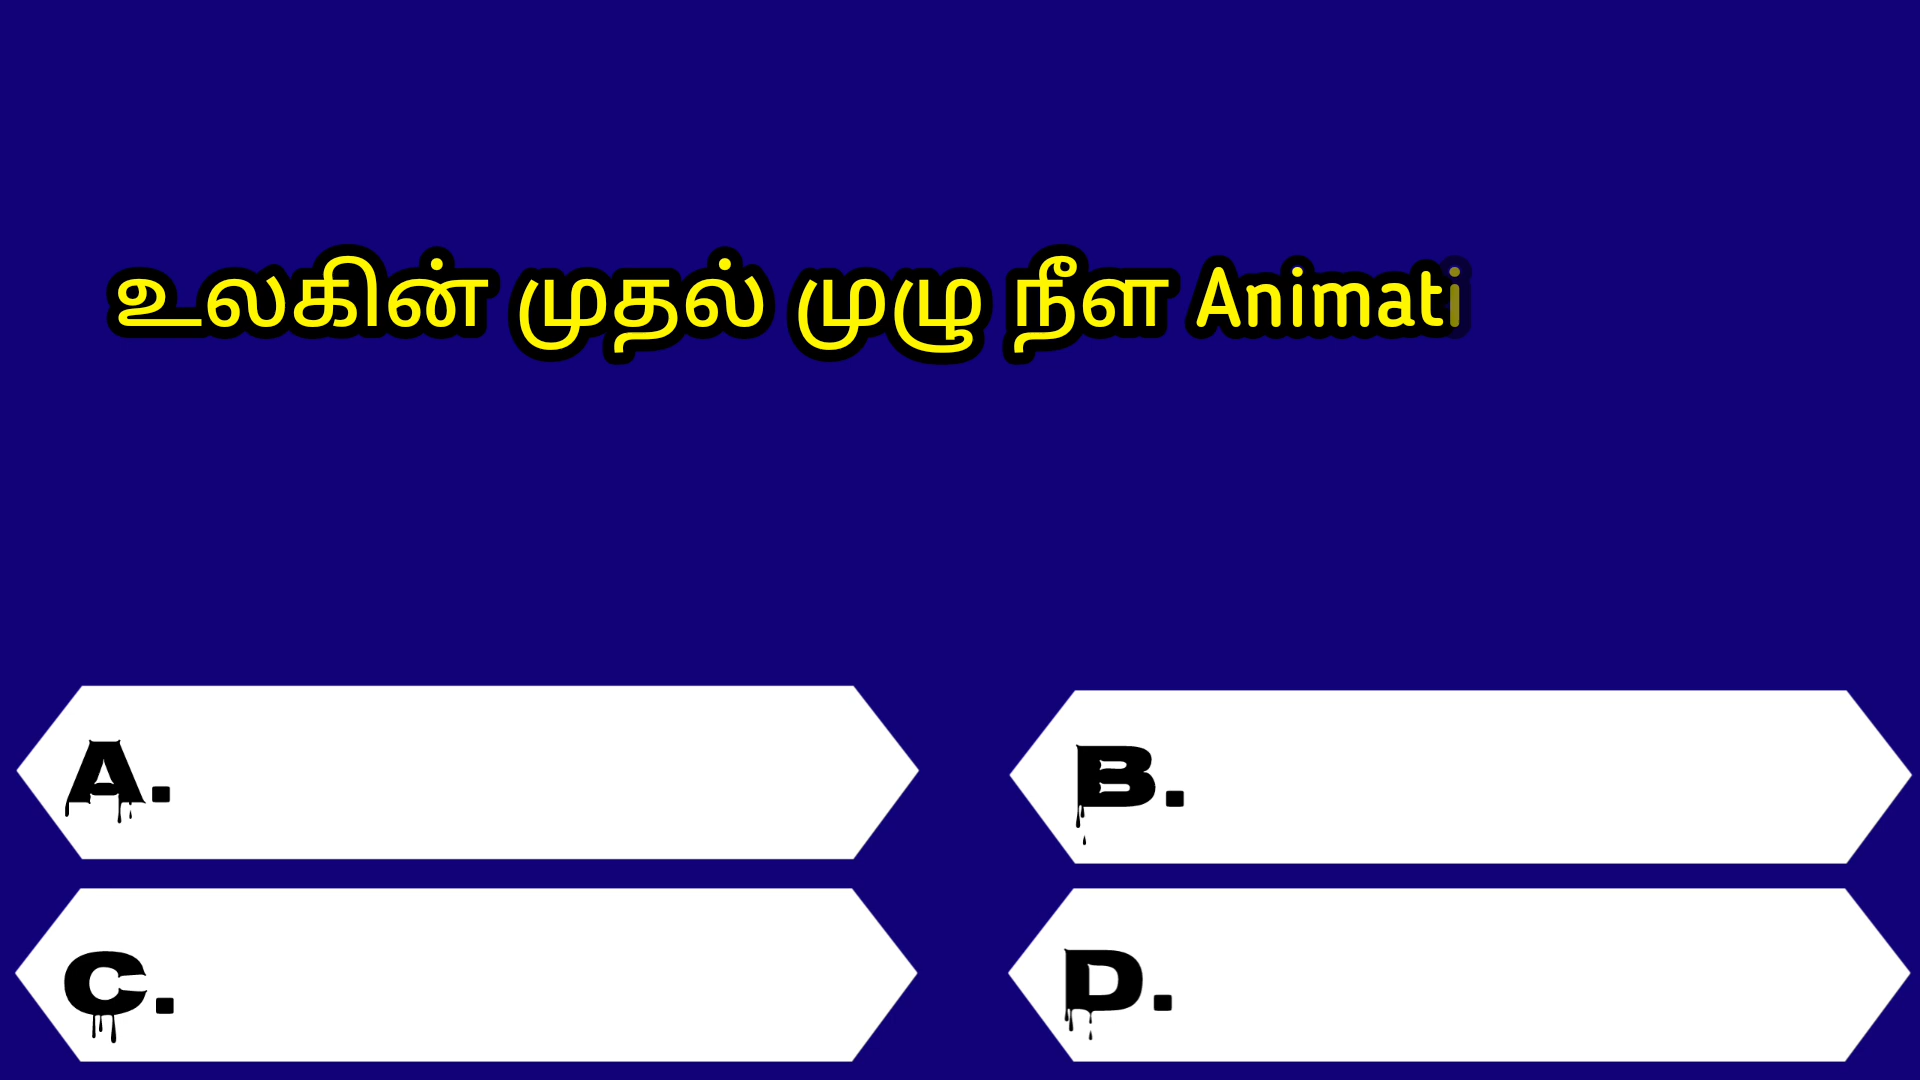 உலகின் முதல் முழு நீள Animati
A.
B.
C.
D.